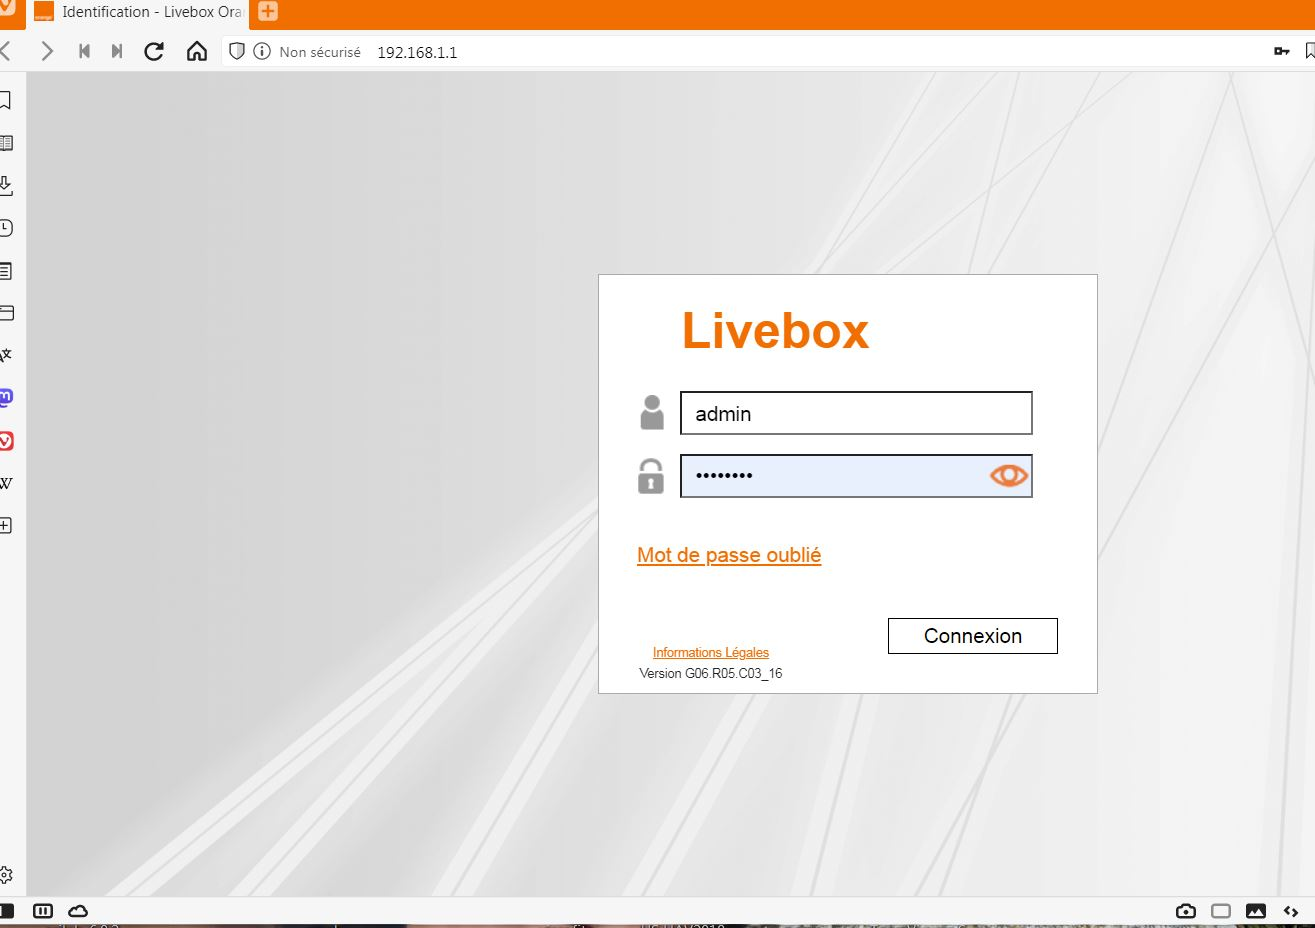 Identification - Livebox Ora
Non sécurisé 192.168.1.1
Livebox
admin
••••••••
Mot de passe oublié
Connexion
Informations Légales
Version G06.R05.C03_16